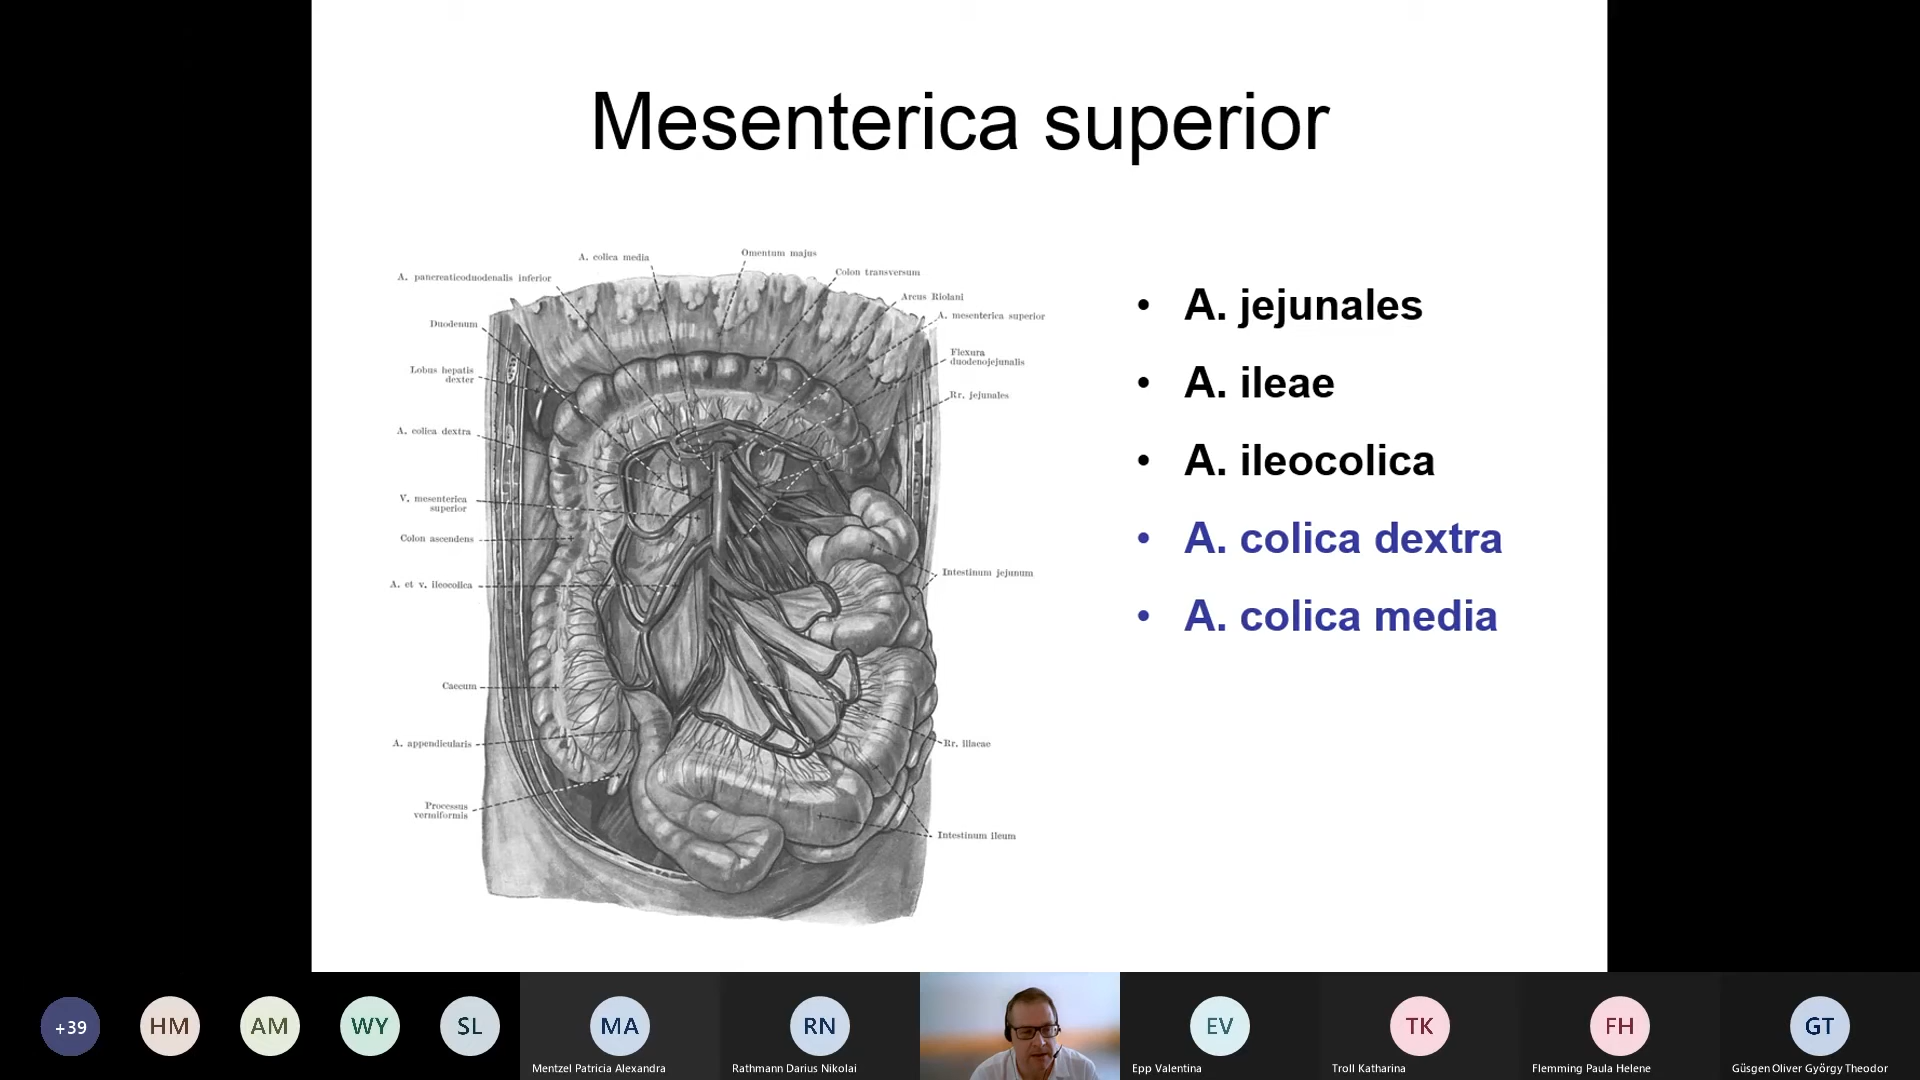 Mesenterica superior
A. colica media
Omentum majus
A. pancreaticoduodenalis inferior
Colon transversum
Arcus Riolani
A. mesenterica superior
Duodenum
Flexura
duodenojejunalis
Lobus hepatis
dexter
Rr. jejunales
A. colica dextra
V. mesenterica
superior
Colon ascendens
Intestinum jejunum
A. et v. ileocolica
Caecum
A. appendicularis
Rr. iliacae
Processus
vermiformis
Intestinum ileum
• A. jejunales
• A. ileae
• A. ileocolica
• A. colica dextra
• A. colica media
+39
HM
AM
WY
SL
MA
RN
EV
TK
FH
GT
Mentzel Patricia Alexandra
Rathmann Darius Nikolai
Epp Valentina
Troll Katharina
Flemming Paula Helene
Güsgen Oliver György Theodor